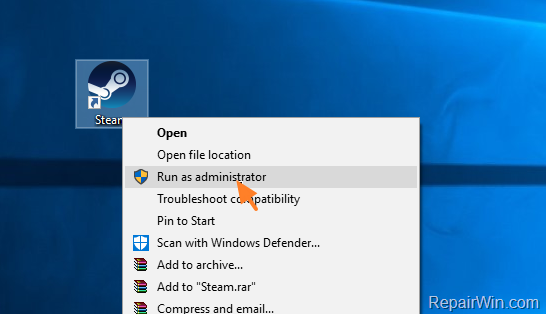 Steam
Open
Open file location
Run as administrator
Troubleshoot compatibility
Pin to Start
Scan with Windows Defender...
Add to archive...
Add to "Steam.rar"
Compress and email...
RepairWin.com